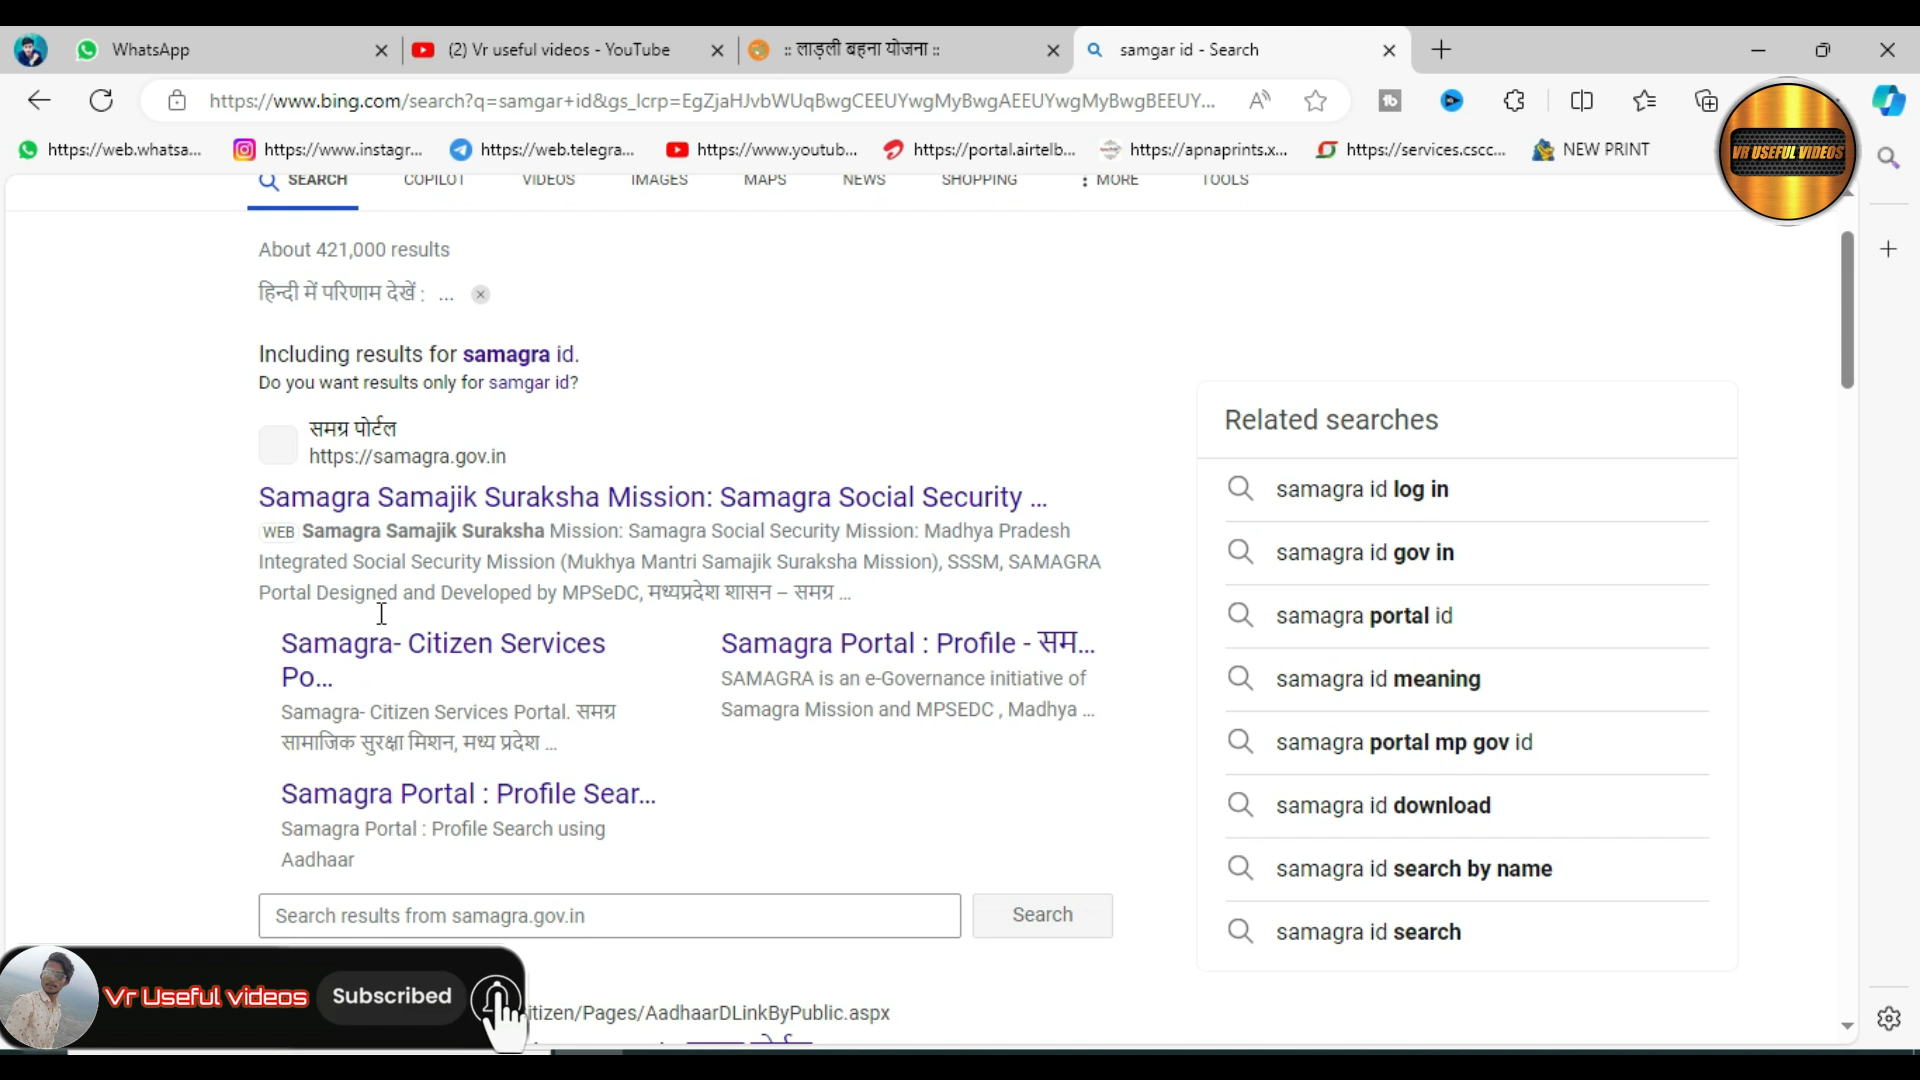 WhatsApp
(2) Vr useful videos - YouTube
:: लाड़ली बहना योजना ::
samgar id - Search
https://www.bing.com/search?q=samgar+id&gs_lcrp=EgZjaHJvbWUqBwgCEEUYwgMyBwgAEEUYwgMyBwgBEEUY...
https://web.whatsa...
https://www.instagr...
https://web.telegra...
https://www.youtub...
https://portal.airtelb...
https://apnaprints.x...
https://services.cscc...
NEW PRINT
VR USEFUL VIDEOS
SEARCH
COPILOT
VIDEOS
IMAGES
MAPS
NEWS
SHOPPING
MORE
TOOLS
About 421,000 results
हिन्दी में परिणाम देखें : ...
Including results for samagra id.
Do you want results only for samgar id?
समग्र पोर्टल
https://samagra.gov.in
Samagra Samajik Suraksha Mission: Samagra Social Security ...
WEB Samagra Samajik Suraksha Mission: Samagra Social Security Mission: Madhya Pradesh
Integrated Social Security Mission (Mukhya Mantri Samajik Suraksha Mission), SSSM, SAMAGRA
Portal Designed and Developed by MPSeDC, मध्यप्रदेश शासन – समग्र ...
Samagra- Citizen Services
Po...
Samagra- Citizen Services Portal. समग्र
सामाजिक सुरक्षा मिशन, मध्य प्रदेश ...
Samagra Portal : Profile - सम...
SAMAGRA is an e-Governance initiative of
Samagra Mission and MPSEDC , Madhya ...
Samagra Portal : Profile Sear...
Samagra Portal : Profile Search using
Aadhaar
Search results from samagra.gov.in
Search
Related searches
samagra id log in
samagra id gov in
samagra portal id
samagra id meaning
samagra portal mp gov id
samagra id download
samagra id search by name
samagra id search
Vr Useful videos
Subscribed
itizen/Pages/AadhaarDLinkByPublic.aspx